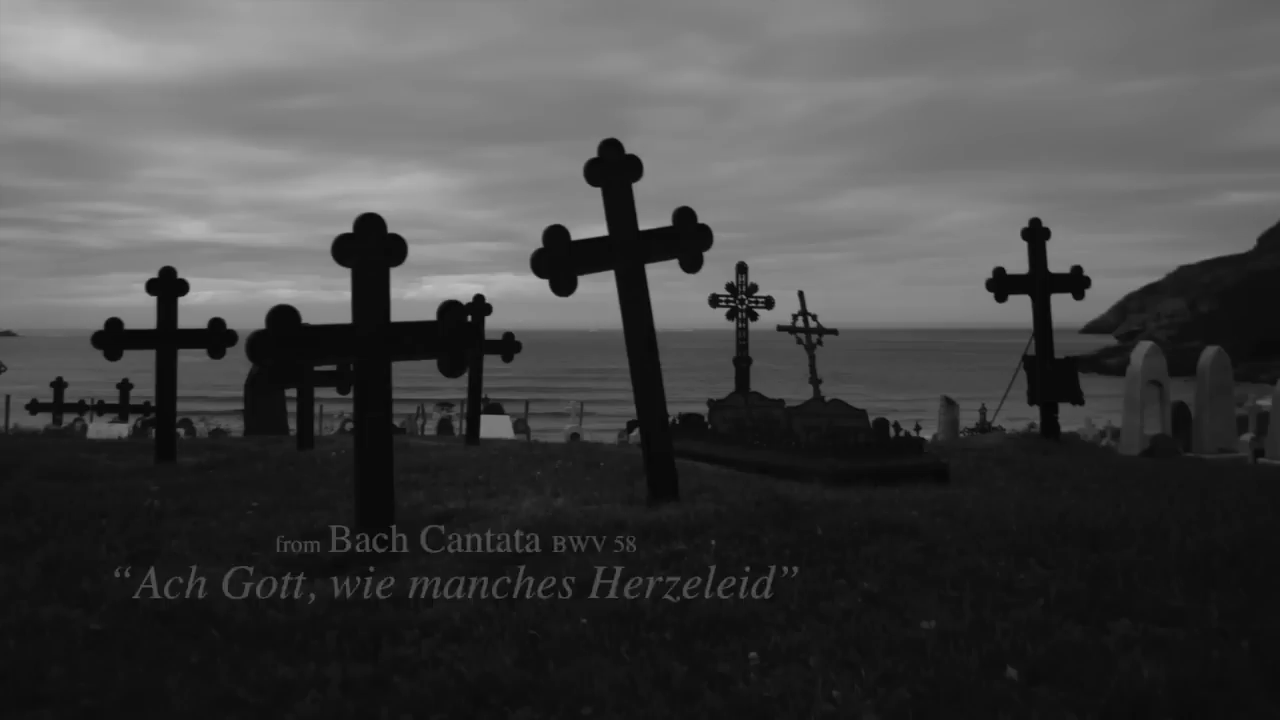 from Bach Cantata BWV 58
“Ach Gott, wie manches Herzeleid”